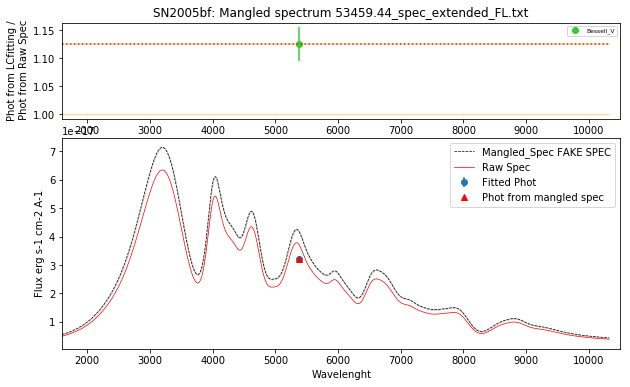 SN2005bf: Mangled spectrum 53459.44_spec_extended_FL.txt
Phot from LCfitting /
Phot from Raw Spec
1.15
1.10
1.05
1.00
Bessell_V
2000 3000 4000 5000 6000 7000 8000 9000 10000
1e−17
Flux erg s-1 cm-2 A-1
7
6
5
4
3
2
1
Mangled_Spec FAKE SPEC
Raw Spec
Fitted Phot
Phot from mangled spec
2000 3000 4000 5000 6000 7000 8000 9000 10000
Wavelenght